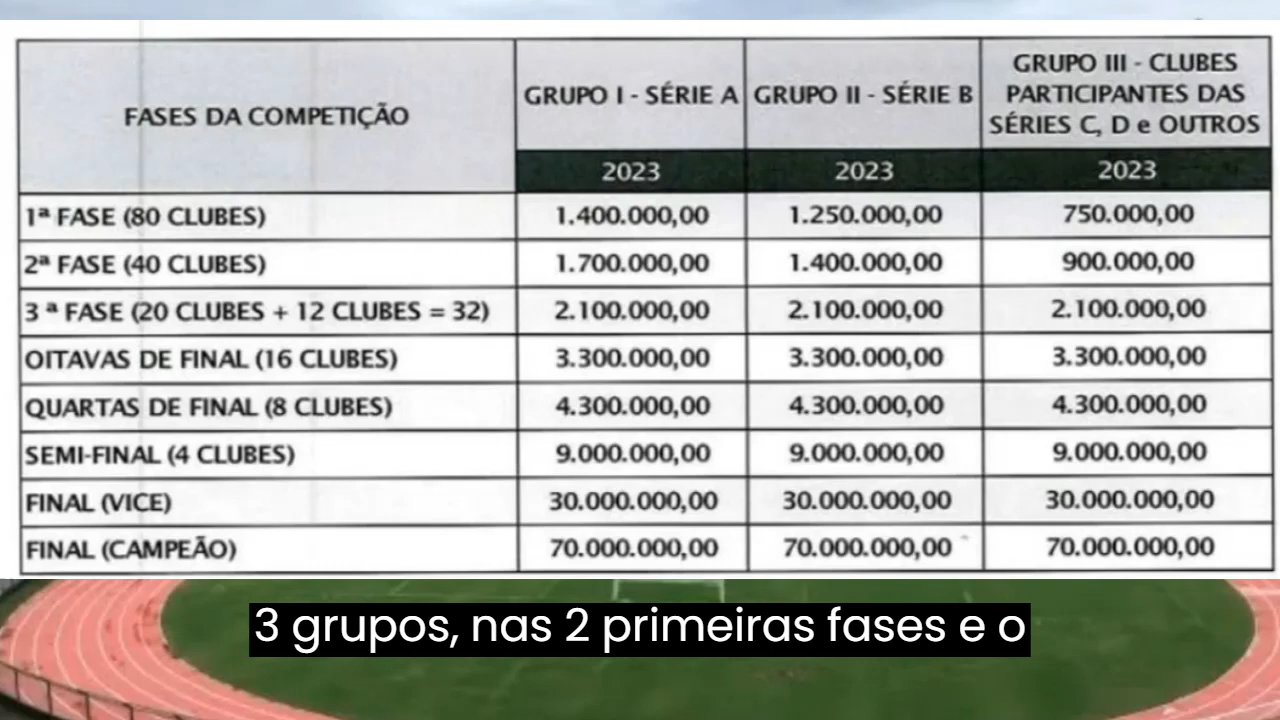 FASES DA COMPETIÇÃO
GRUPO I - SÉRIE A
GRUPO II - SÉRIE B
GRUPO III - CLUBES
PARTICIPANTES DAS
SÉRIES C, D e OUTROS
2023 2023 2023
1ª FASE (80 CLUBES) 1.400.000,00 1.250.000,00 750.000,00
2ª FASE (40 CLUBES) 1.700.000,00 1.400.000,00 900.000,00
3 ª FASE (20 CLUBES + 12 CLUBES = 32) 2.100.000,00 2.100.000,00 2.100.000,00
OITAVAS DE FINAL (16 CLUBES) 3.300.000,00 3.300.000,00 3.300.000,00
QUARTAS DE FINAL (8 CLUBES) 4.300.000,00 4.300.000,00 4.300.000,00
SEMI-FINAL (4 CLUBES) 9.000.000,00 9.000.000,00 9.000.000,00
FINAL (VICE) 30.000.000,00 30.000.000,00 30.000.000,00
FINAL (CAMPEÃO) 70.000.000,00 70.000.000,00 70.000.000,00
3 grupos, nas 2 primeiras fases e o